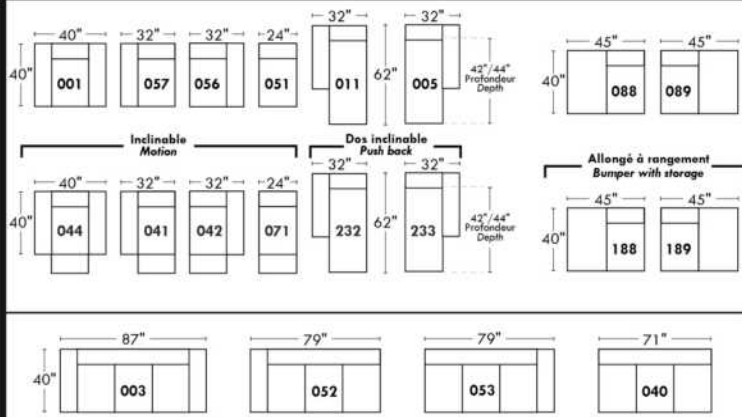 40" 32" 32" 24" 32" 32" 45" 45"
40" 001 057 056 051 011 62" 005 42"/44" 40" 088 089
Profondeur
Depth
Inclinable
Motion
Dos inclinable
Push back
Allongé à rangement
Bumper with storage
40" 32" 32" 24" 32" 32" 45" 45"
40" 044 041 042 071 232 62" 233 42"/44" 40" 188 189
Profondeur
Depth
87" 79" 79" 71"
40" 003 052 053 040